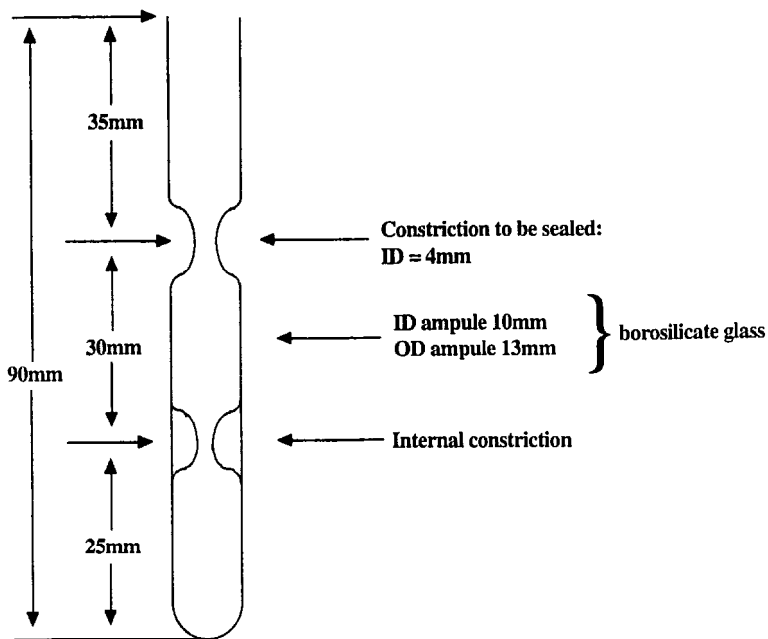 35mm
Constriction to be sealed:
ID = 4mm
ID ampule 10mm
OD ampule 13mm
borosilicate glass
30mm
90mm
Internal constriction
25mm